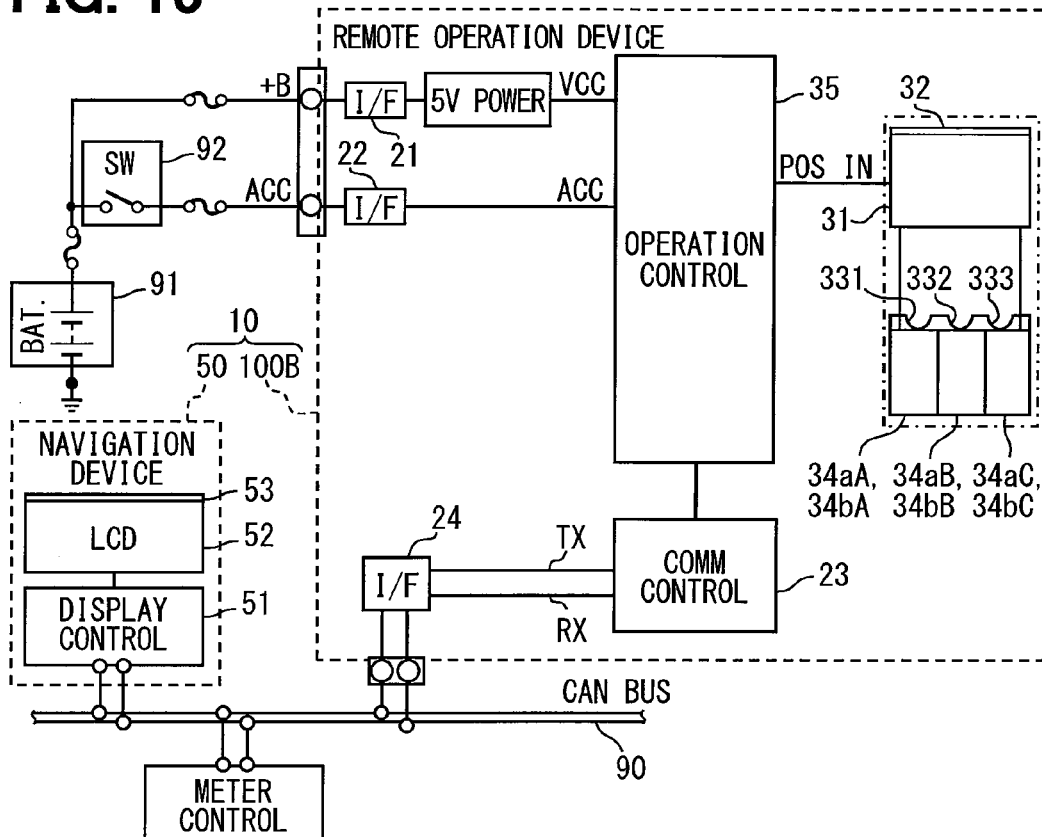 FIG. 10
REMOTE OPERATION DEVICE
+B
I/F
5V POWER
VCC
35
32
21
92
22
SW
ACC
I/F
ACC
POS IN
31
OPERATION
CONTROL
91
BAT.
331
332
333
10
50 100B
NAVIGATION
DEVICE
53
LCD
52
34aA, 34aB, 34aC,
34bA 34bB 34bC
24
I/F
TX
RX
COMM
CONTROL
23
DISPLAY
CONTROL
51
CAN BUS
90
METER
CONTROL